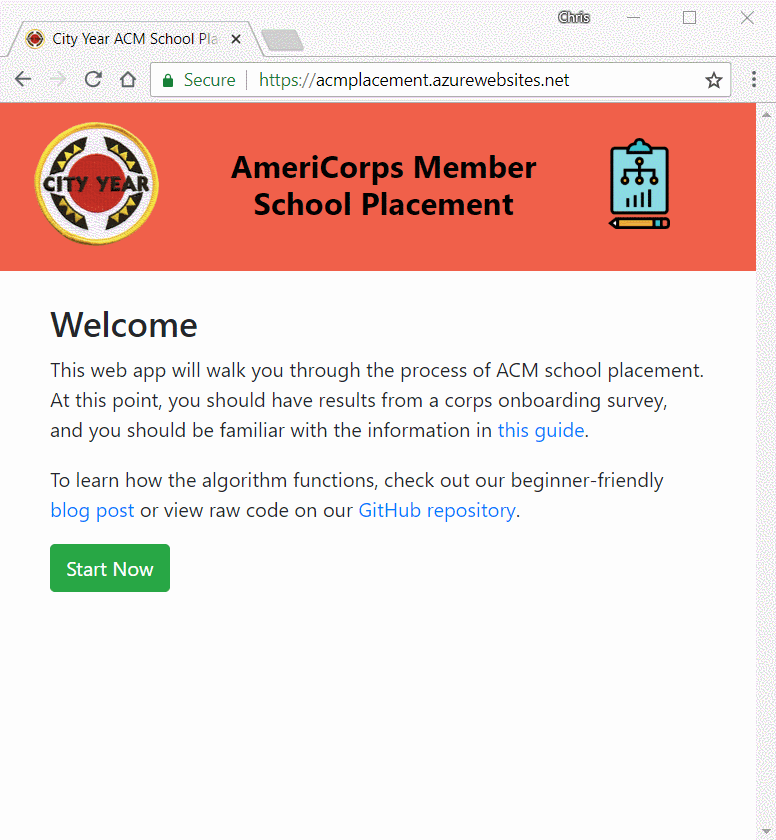 Chris
City Year ACM School Pla
Secure
https://acmplacement.azurewebsites.net
CITY YEAR
AmeriCorps Member
School Placement
Welcome
This web app will walk you through the process of ACM school placement.
At this point, you should have results from a corps onboarding survey,
and you should be familiar with the information in this guide.
To learn how the algorithm functions, check out our beginner-friendly
blog post or view raw code on our GitHub repository.
Start Now